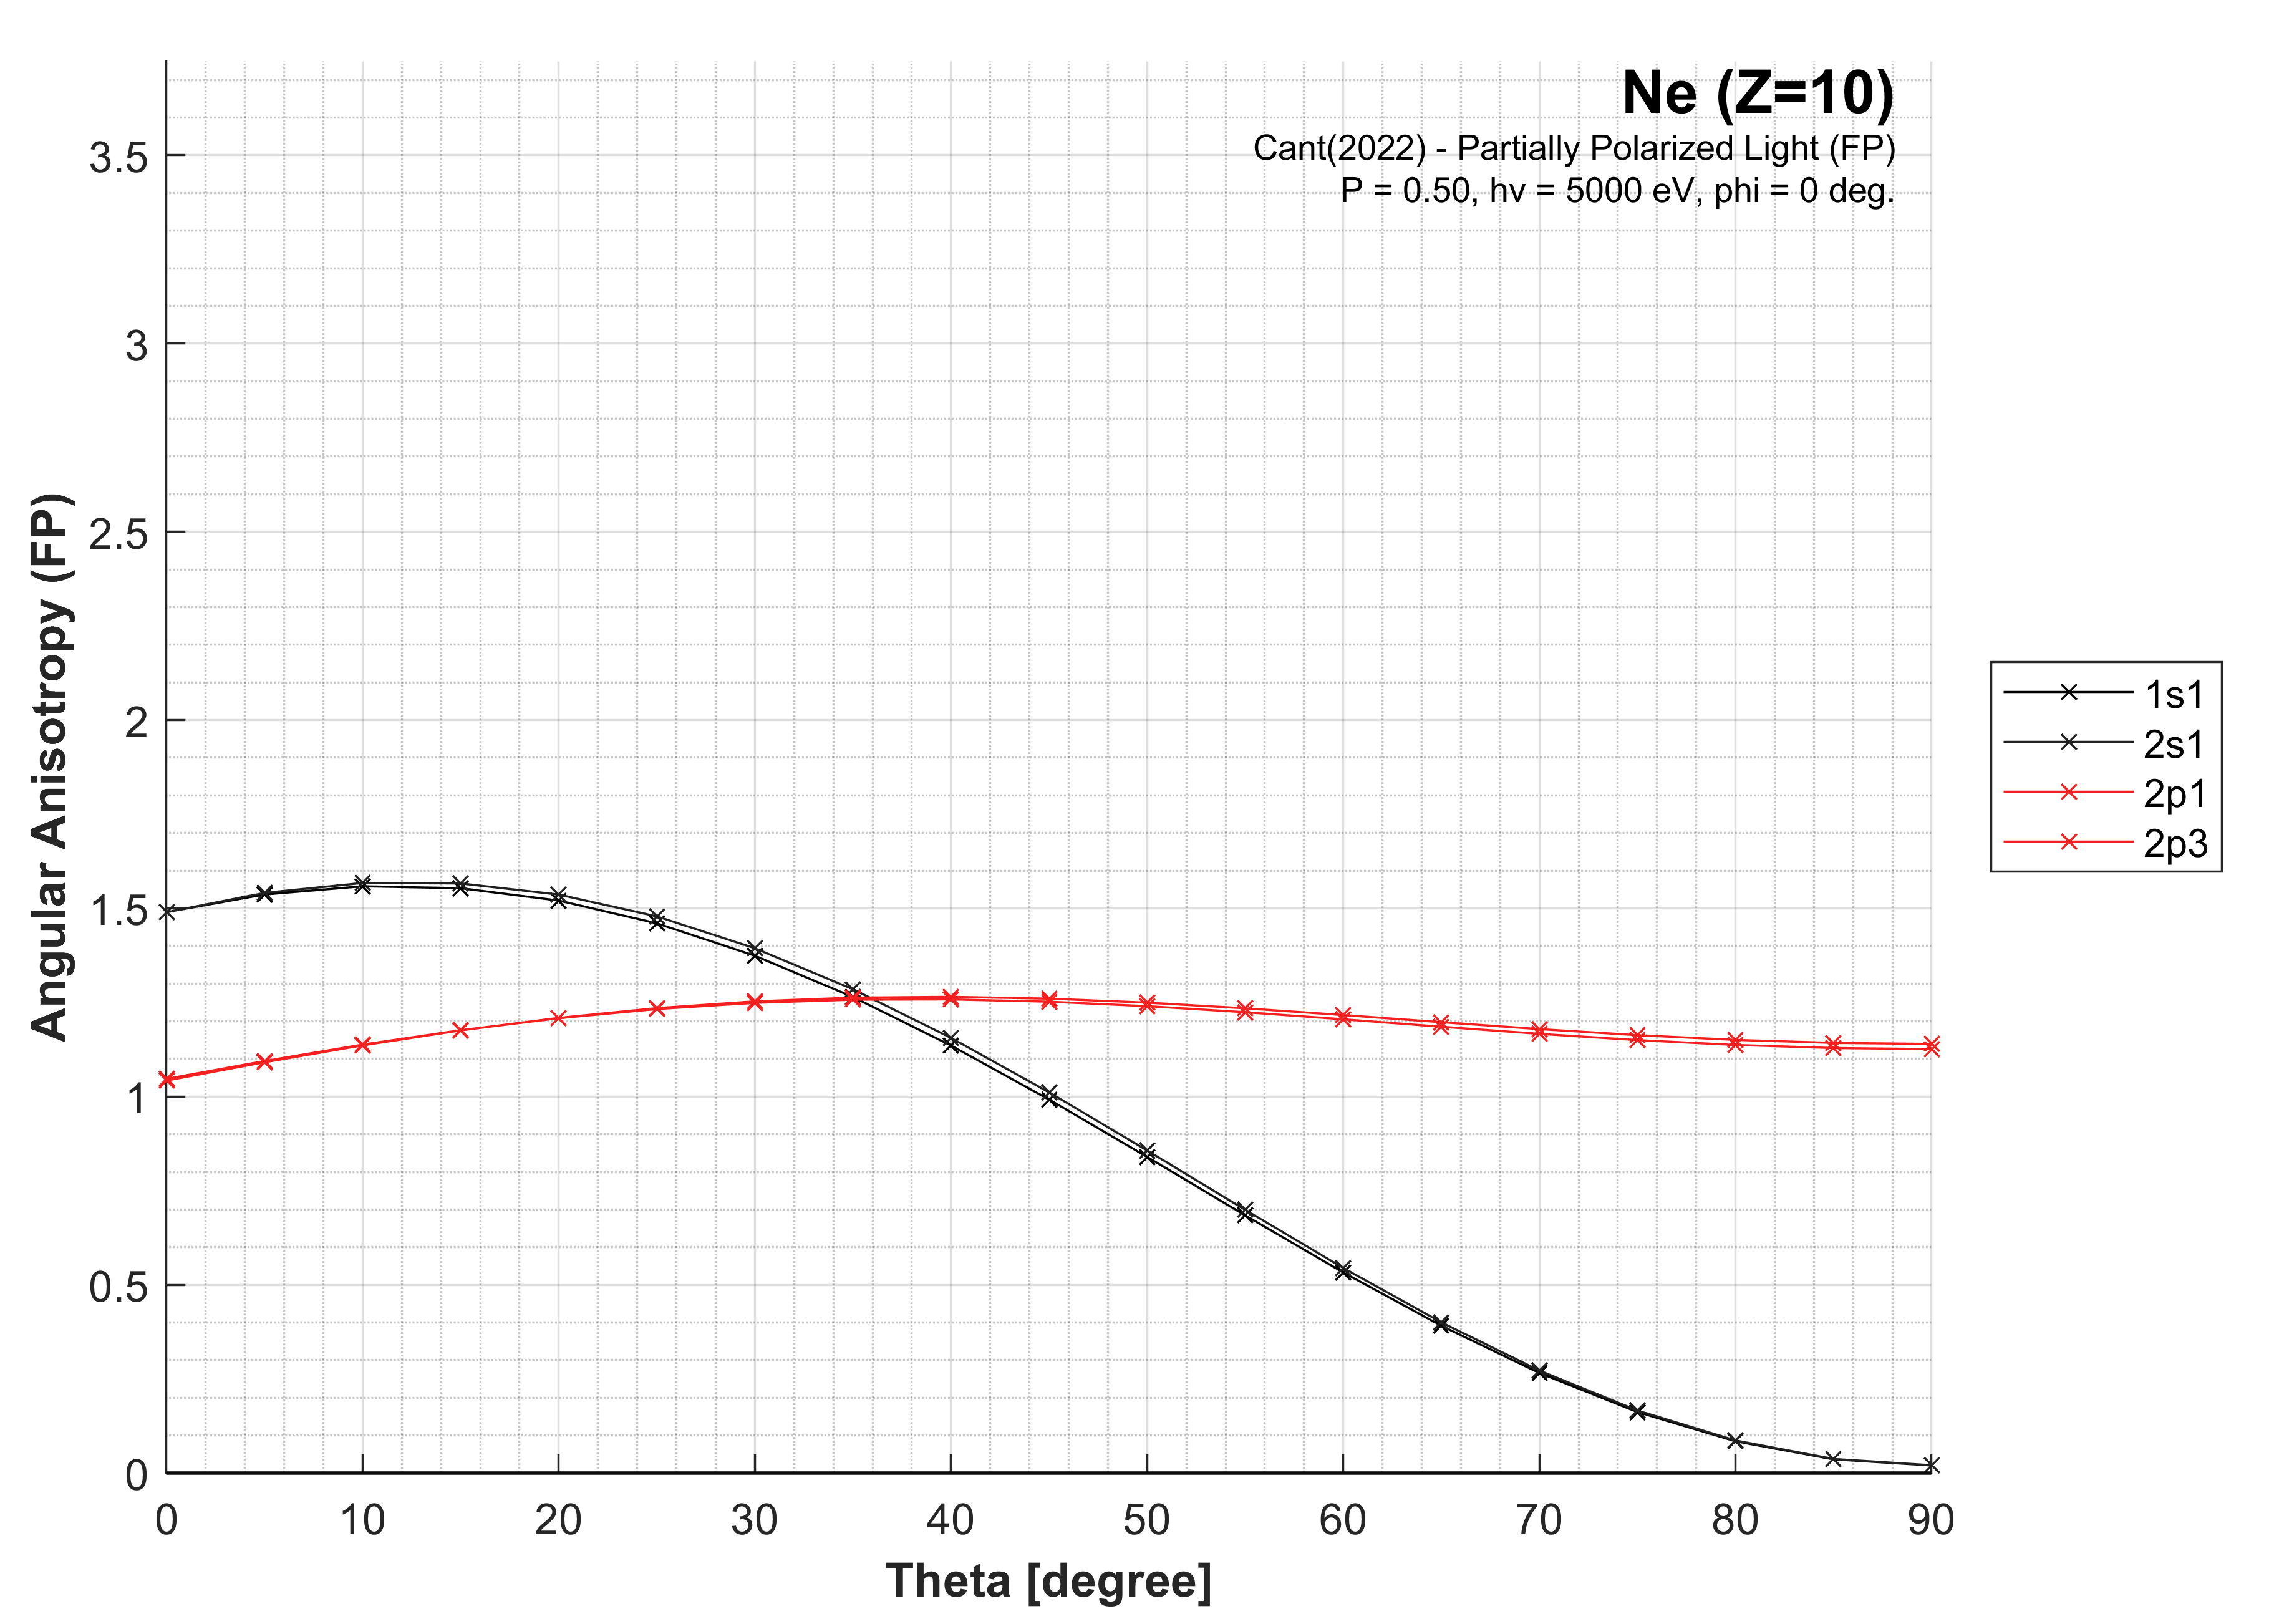 Ne (Z=10)
Cant(2022) - Partially Polarized Light (FP)
P = 0.50, hv = 5000 eV, phi = 0 deg.
Angular Anisotropy (FP)
3.5
3
2.5
2
1.5
1
0.5
0
0 10 20 30 40 50 60 70 80 90
Theta [degree]
1s1
2s1
2p1
2p3